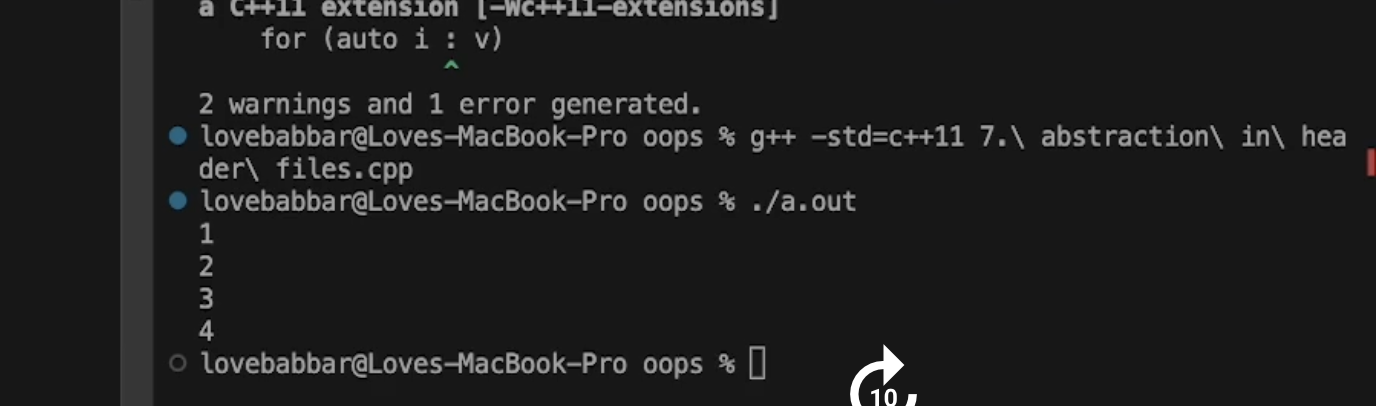 a C++11 extension [-Wc++11-extensions]
for (auto i : v)
^
2 warnings and 1 error generated.
lovebabbar@Loves-MacBook-Pro oops % g++ -std=c++11 7.\ abstraction\ in\ hea
der\ files.cpp
lovebabbar@Loves-MacBook-Pro oops % ./a.out
1
2
3
4
lovebabbar@Loves-MacBook-Pro oops %
10